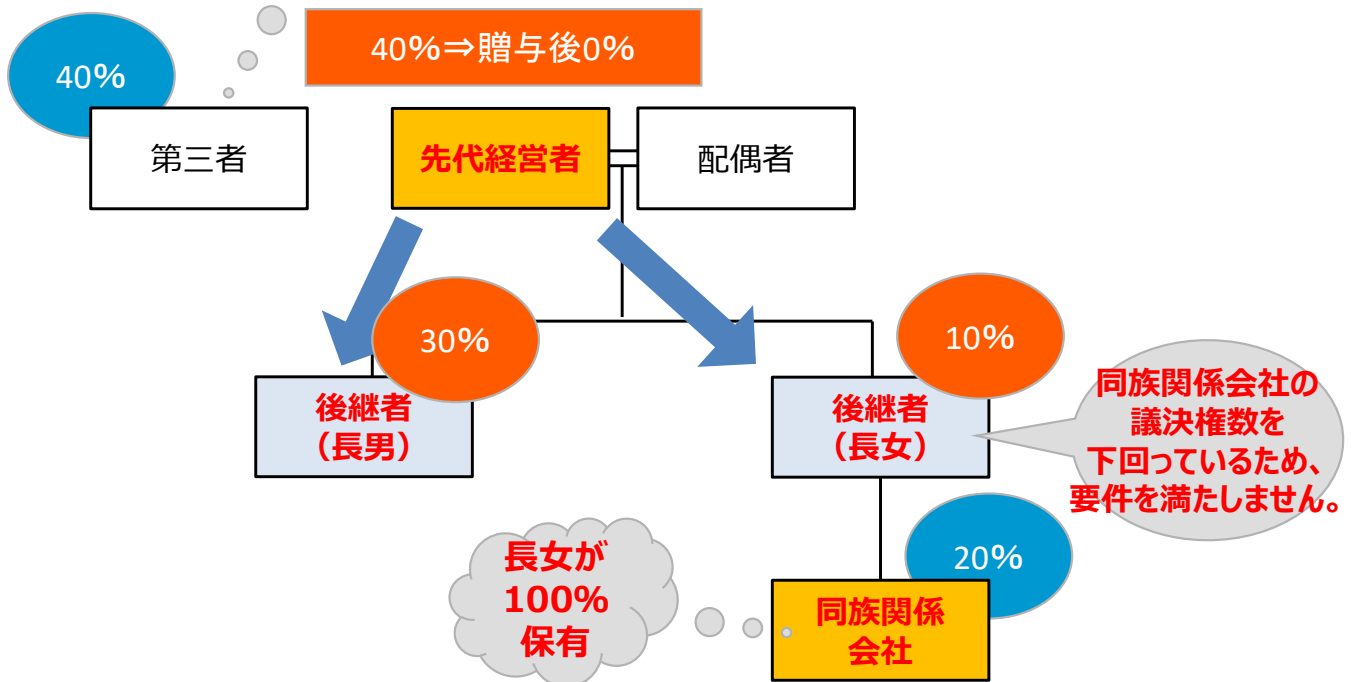 40%⇒贈与後0%
40%
第三者
先代経営者
配偶者
30%
10%
後継者
（長男）
後継者
（長女）
同族関係会社の
議決権数を
下回っているため、
要件を満たしません。
長女が
100%
保有
20%
同族関係
会社